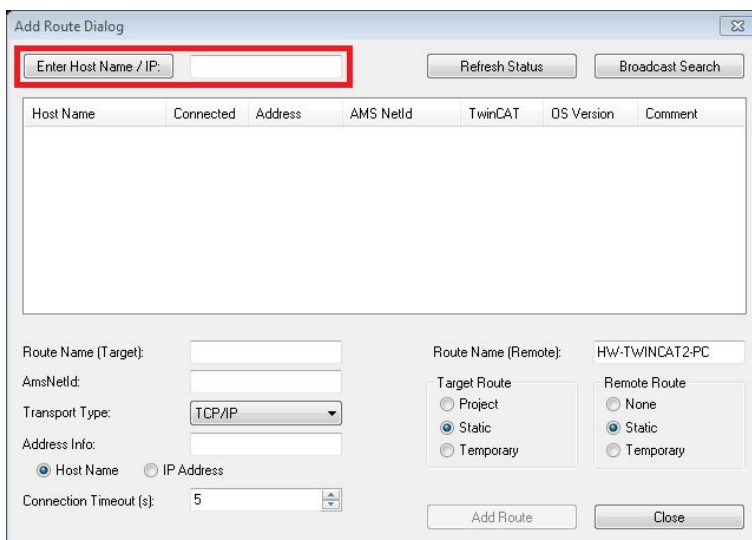 Add Route Dialog
Enter Host Name / IP: Refresh Status Broadcast Search
Host Name Connected Address AMS NetId TwinCAT OS Version Comment
Route Name (Target): Route Name (Remote): HW-TWINCAT2-PC
AmsNetId: Target Route Remote Route
Transport Type: TCP/IP Project None
Address Info: Static Static
Host Name IP Address Temporary Temporary
Connection Timeout (s): 5
Add Route Close